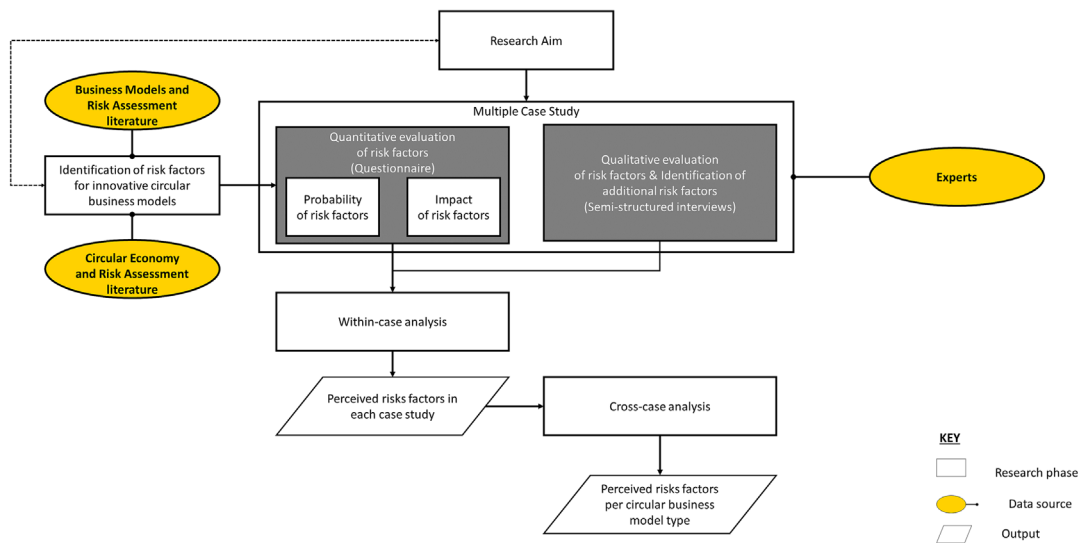 Research Aim
Business Models and
Risk Assessment
literature
Multiple Case Study
Quantitative evaluation
of risk factors
(Questionnaire)
Probability
of risk factors
Impact
of risk factors
Qualitative evaluation
of risk factors & Identification of
additional risk factors
(Semi-structured interviews)
Identification of risk factors
for innovative circular
business models
Experts
Circular Economy
and Risk Assessment
literature
Within-case analysis
Perceived risks factors in
each case study
Cross-case analysis
Perceived risks factors
per circular business
model type
KEY
Research phase
Data source
Output